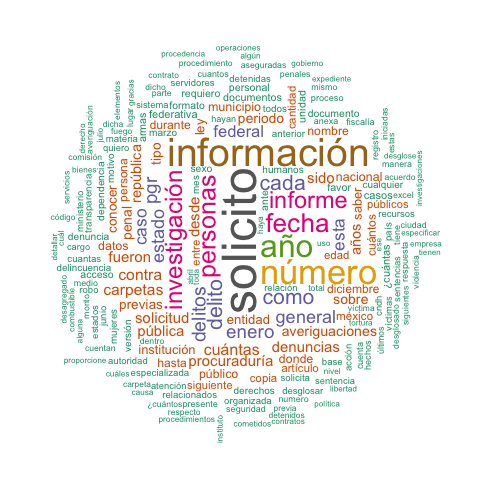 operaciones
procedencia algún
procedimiento aseguradas gobierno
contrato cuantos detenidas penales
dicho servidores personal expediente
parte requiero documentos mismo
elementos lugar gracias sistema formato municipio cantidad unidad todos proceso
dicha armas federativa periodo anexa documento fiscalía
derecho averiguación julio fuego marzo durante ley hayan anterior nombre registro iniciadas estas
materia penal federal desglose
comisión quiero motivo república tipo información manera
bienes persona sexo humanos cualquier acuerdo investigaciones
servicios transparencia dependencia conocer caso pgr investigación mes solicito cada sido nacional
ministerio estado personas ante informe favor casos excel
código desde haya fecha esta años saber públicos recursos
denuncia datos entre año edad cuántos ciudad
detallar cuál cargo fueron uso ¿cuántas país tiene especificar ese
cuantas contra delito abril toda número empresa
delincuencia acceso relación total diciembre víctimas sentencias respuesta tienen
desagregado combustible medio robo carpetas delitos como sobre cndh siguientes violencia
monto previas víctima méxico desglosado
alguna estados junio mujeres solicitud enero general tortura últimos
versión pública entidad averiguaciones
cuentan dentro cuántas denuncias acción cuenta hechos
proporcione autoridad institución hasta procuraduría donde base
cuáles carpeta especializada público artículo nivel
causa atención siguiente copia solicita sentencia libertad
relacionados derechos desglosar
¿cuántos presente organizada numero política
respecto seguridad previa
procedimientos detenidos
cometidos contratos
instituto